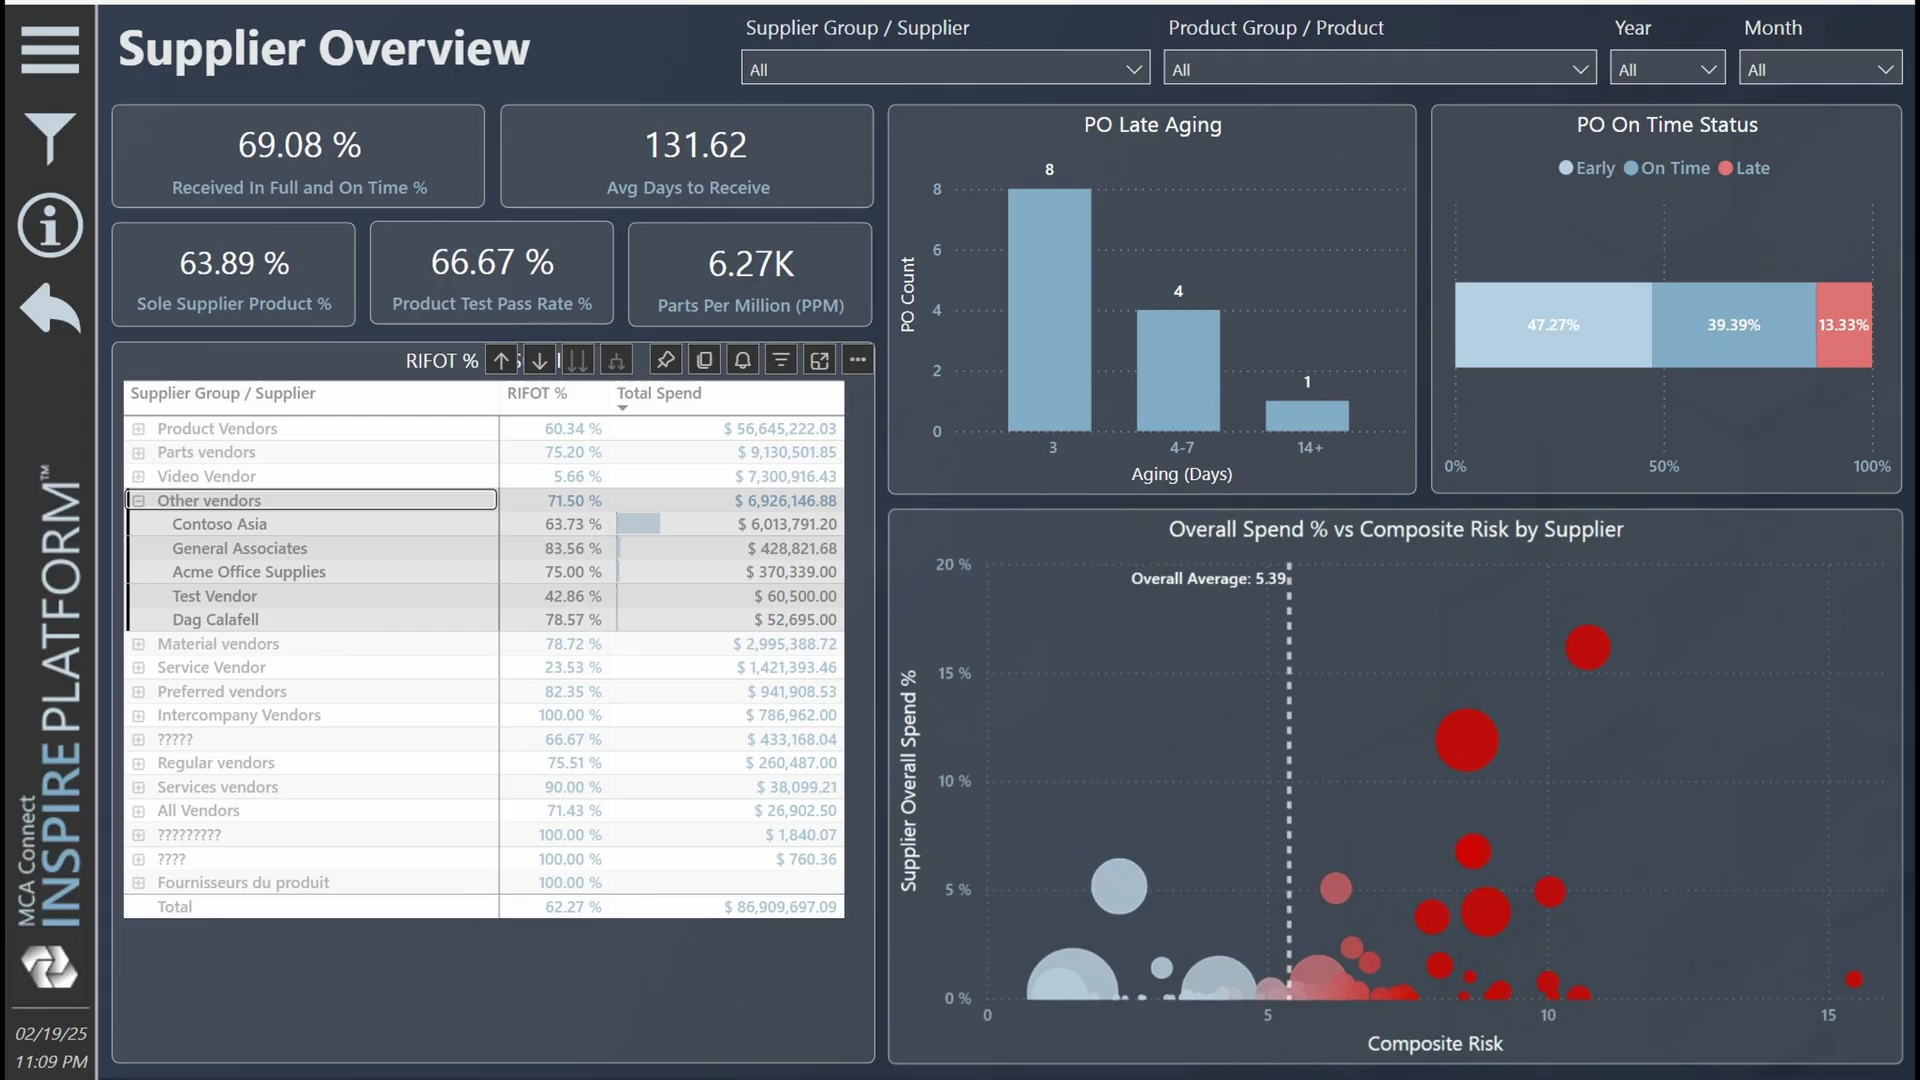 Supplier Overview
Supplier Group / Supplier
All
Product Group / Product
All
Year
All
Month
All
69.08 %
Received In Full and On Time %
131.62
Avg Days to Receive
63.89 %
Sole Supplier Product %
66.67 %
Product Test Pass Rate %
6.27K
Parts Per Million (PPM)
RIFOT %
Supplier Group / Supplier RIFOT % Total Spend
Product Vendors 60.34 % $ 56,645,222.03
Parts vendors 75.20 % $ 9,130,501.85
Video Vendor 5.66 % $ 7,300,916.43
Other vendors 71.50 % $ 6,926,146.88
Contoso Asia 63.73 % $ 6,013,791.20
General Associates 83.56 % $ 428,821.68
Acme Office Supplies 75.00 % $ 370,339.00
Test Vendor 42.86 % $ 60,500.00
Dag Calafell 78.57 % $ 52,695.00
Material vendors 78.72 % $ 2,995,388.72
Service Vendor 23.53 % $ 1,421,393.46
Preferred vendors 82.35 % $ 941,908.53
Intercompany Vendors 100.00 % $ 786,962.00
????? 66.67 % $ 433,168.04
Regular vendors 75.51 % $ 260,487.00
Services vendors 90.00 % $ 38,099.21
All Vendors 71.43 % $ 26,902.50
????????? 100.00 % $ 1,840.07
???? 100.00 % $ 760.36
Fournisseurs du produit 100.00 %
Total 62.27 % $ 86,909,697.09
PO Late Aging
PO Count
8
6
4
2
0
8
4
1
3 4-7 14+
Aging (Days)
PO On Time Status
Early On Time Late
47.27% 39.39% 13.33%
0% 50% 100%
Overall Spend % vs Composite Risk by Supplier
Overall Average: 5.39
Supplier Overall Spend %
20 %
15 %
10 %
5 %
0 %
0 5 10 15
Composite Risk
MCA Connect
INSPIRE PLATFORM™
02/19/25
11:09 PM